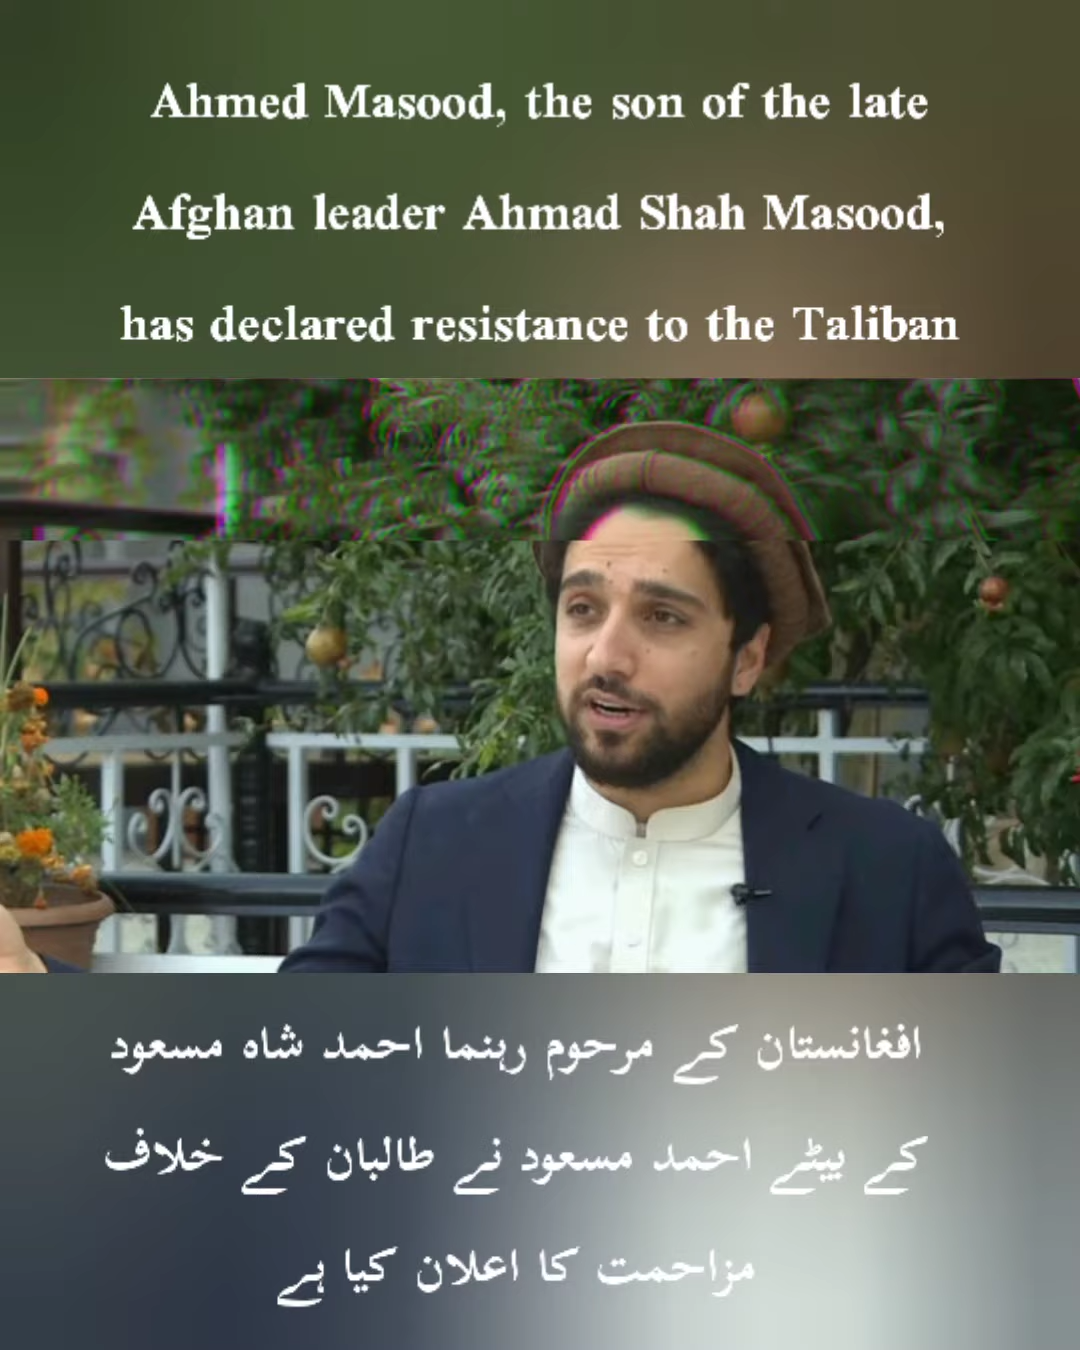 Ahmed Masood, the son of the late
Afghan leader Ahmad Shah Masood,
has declared resistance to the Taliban
افغانستان کے مرحوم رہنما احمد شاہ مسعود
کے بیٹے احمد مسعود نے طالبان کے خلاف
مزاحمت کا اعلان کیا ہے